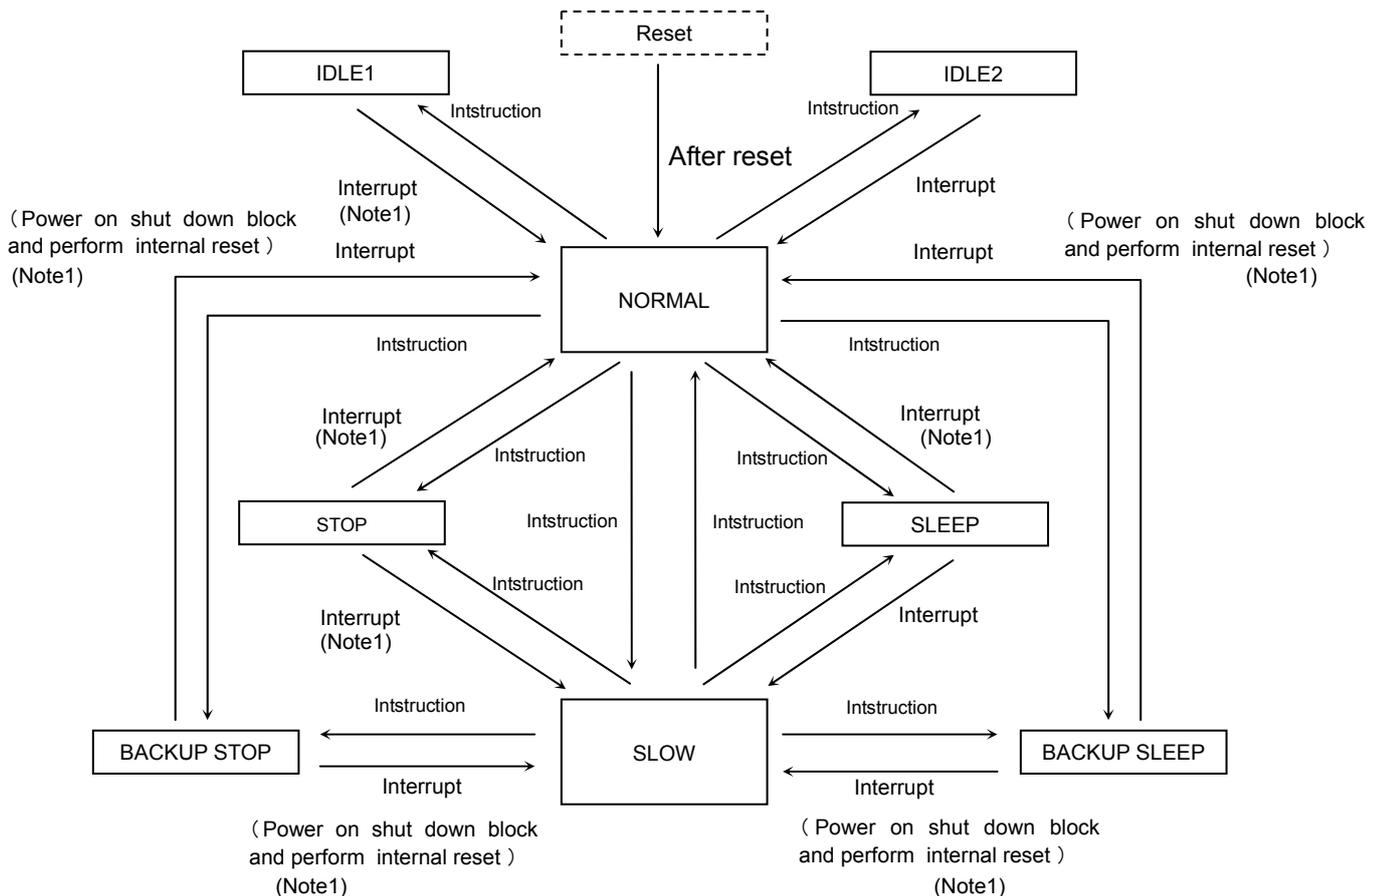 Reset
IDLE1
IDLE2
Intstruction
Intstruction
After reset
Interrupt
(Note1)
Interrupt
（Power on shut down block
and perform internal reset）
(Note1)
Interrupt
Interrupt
（Power on shut down block
and perform internal reset）
(Note1)
NORMAL
Intstruction
Intstruction
Interrupt
(Note1)
Interrupt
(Note1)
Intstruction
Intstruction
STOP
Intstruction
Intstruction
SLEEP
Intstruction
Intstruction
Interrupt
(Note1)
Interrupt
Intstruction
Intstruction
BACKUP STOP
SLOW
BACKUP SLEEP
Interrupt
Interrupt
（Power on shut down block
and perform internal reset）
(Note1)
（Power on shut down block
and perform internal reset）
(Note1)